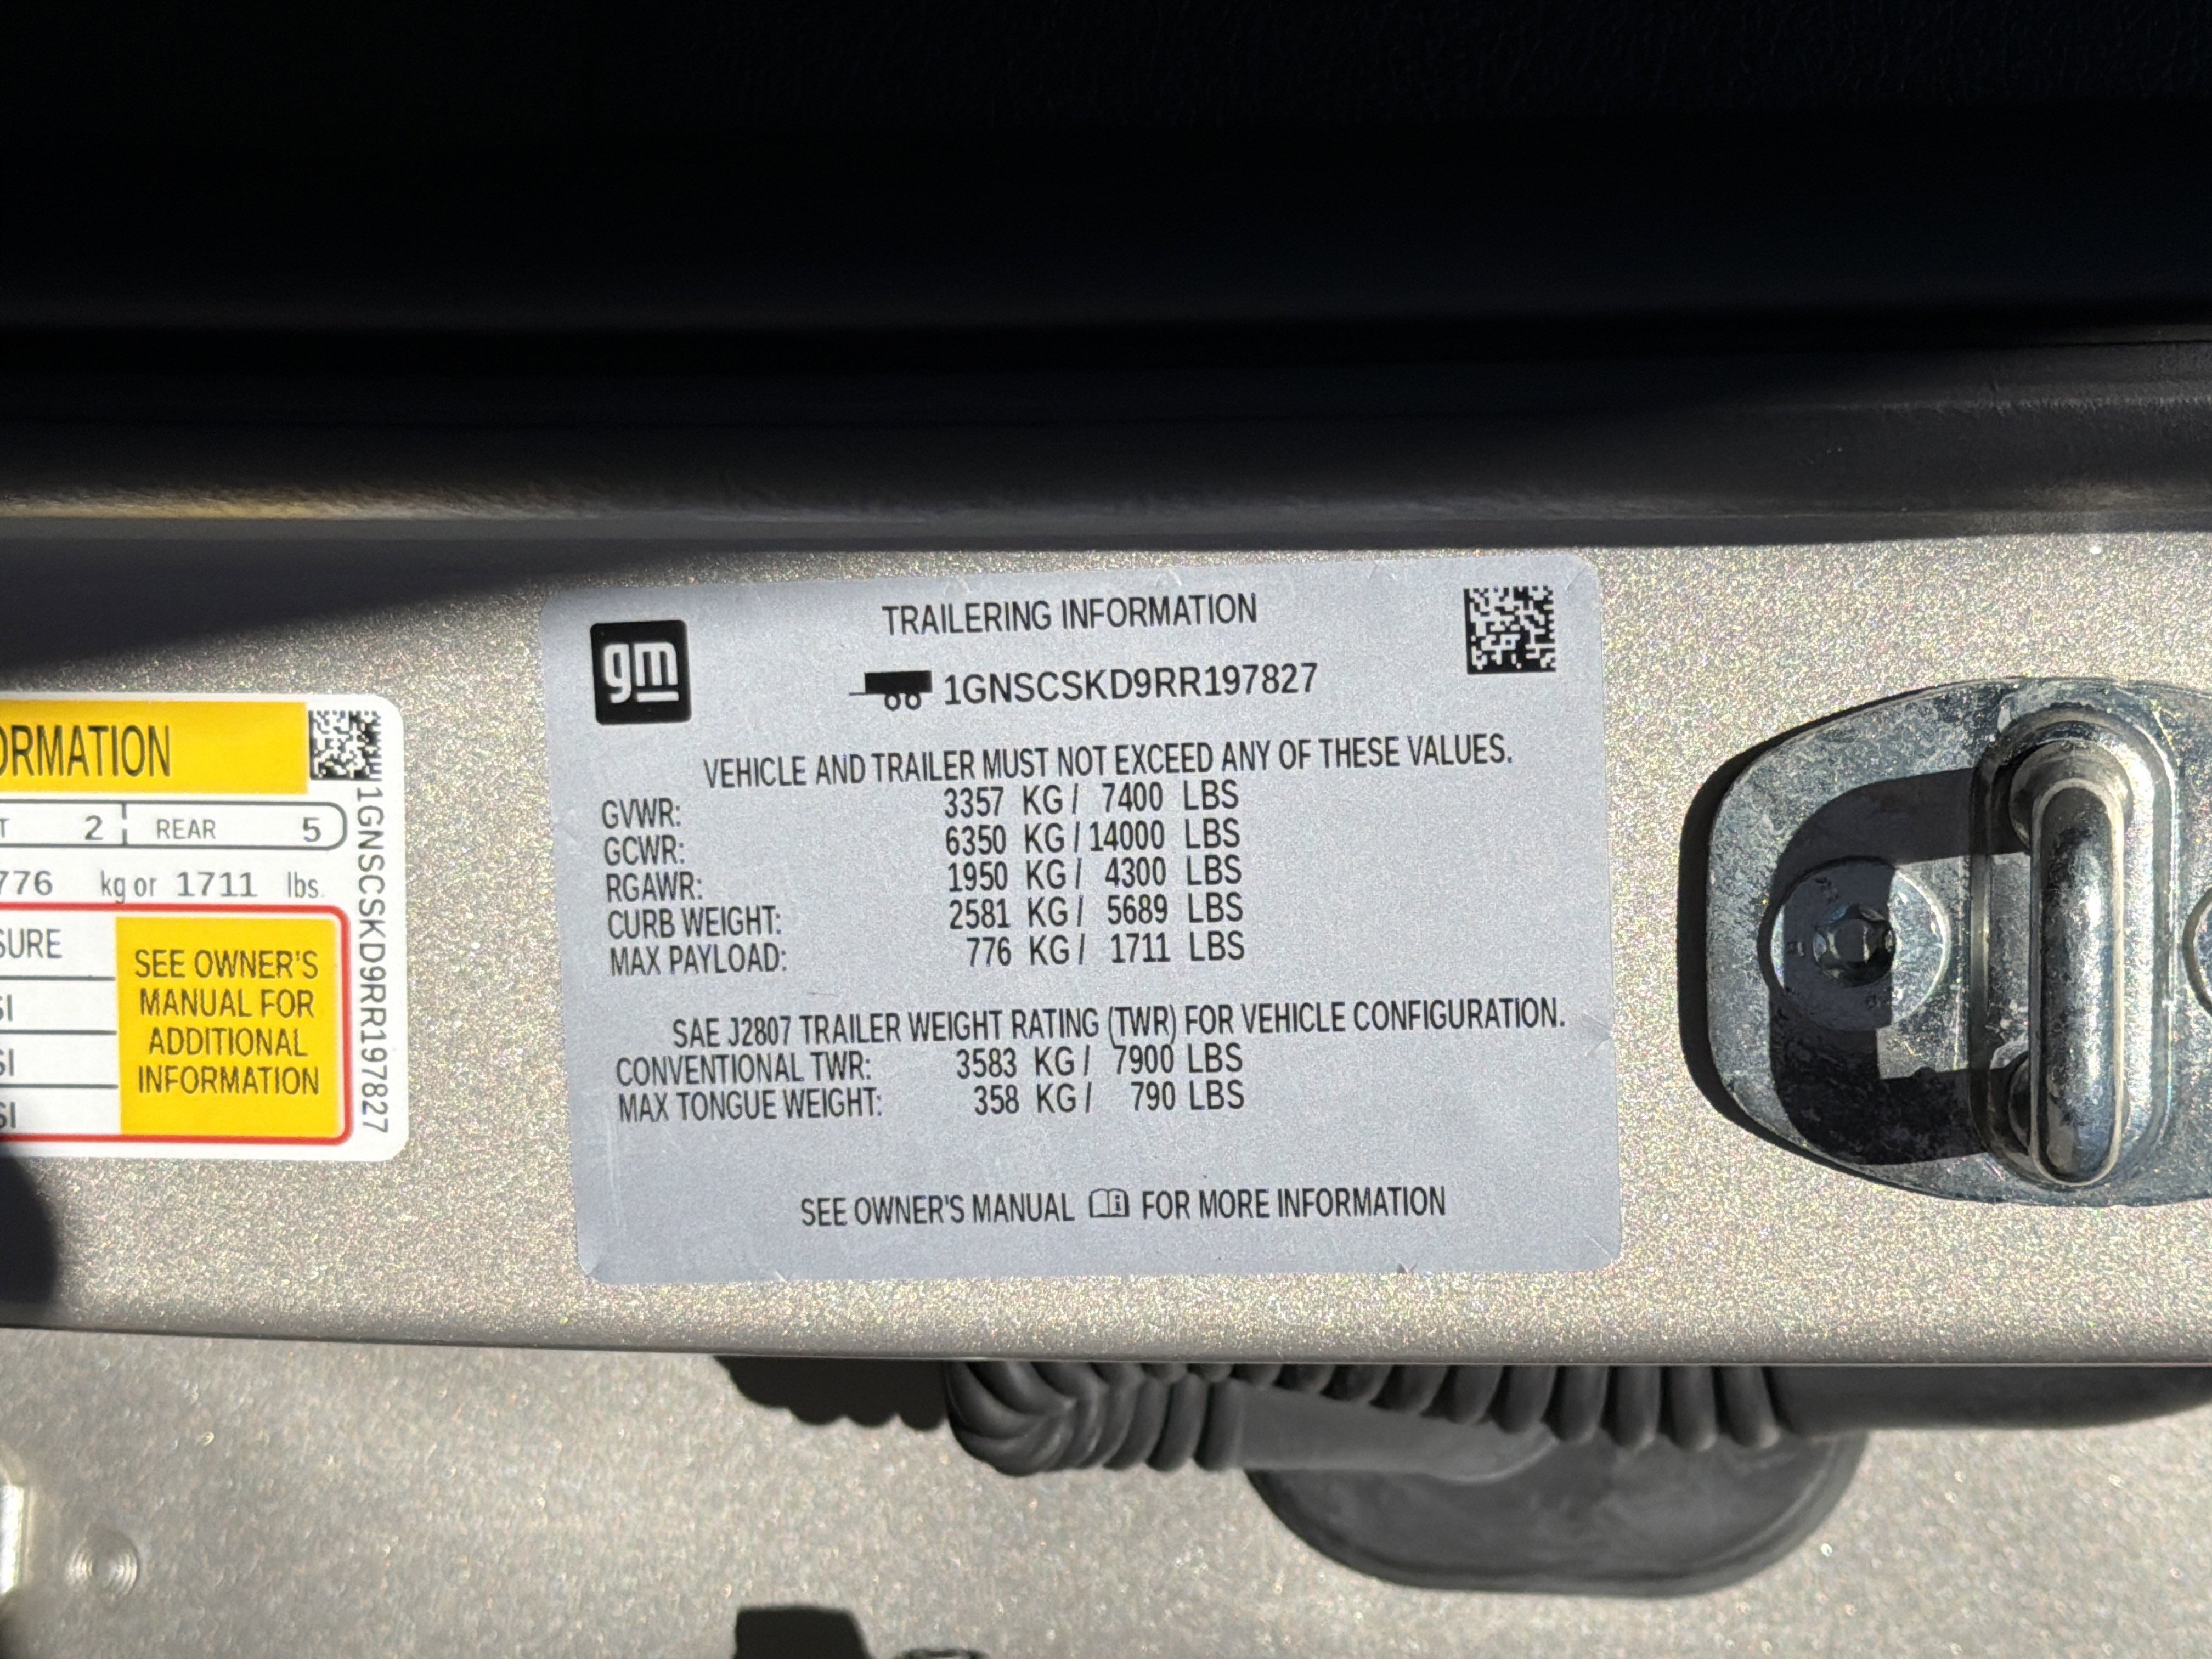 gm
TRAILERING INFORMATION
1GNSCSKD9RR197827
VEHICLE AND TRAILER MUST NOT EXCEED ANY OF THESE VALUES.
GVWR: 3357 KG / 7400 LBS
GCWR: 6350 KG / 14000 LBS
RGAWR: 1950 KG / 4300 LBS
CURB WEIGHT: 2581 KG / 5689 LBS
MAX PAYLOAD: 776 KG / 1711 LBS
SAE J2807 TRAILER WEIGHT RATING (TWR) FOR VEHICLE CONFIGURATION.
CONVENTIONAL TWR: 3583 KG / 7900 LBS
MAX TONGUE WEIGHT: 358 KG / 790 LBS
SEE OWNER'S MANUAL FOR MORE INFORMATION
ORMATION
T 2 REAR 5
776 kg or 1711 lbs.
SURE
SI
SI
SI
SEE OWNER'S
MANUAL FOR
ADDITIONAL
INFORMATION
1GNSCSKD9RR197827